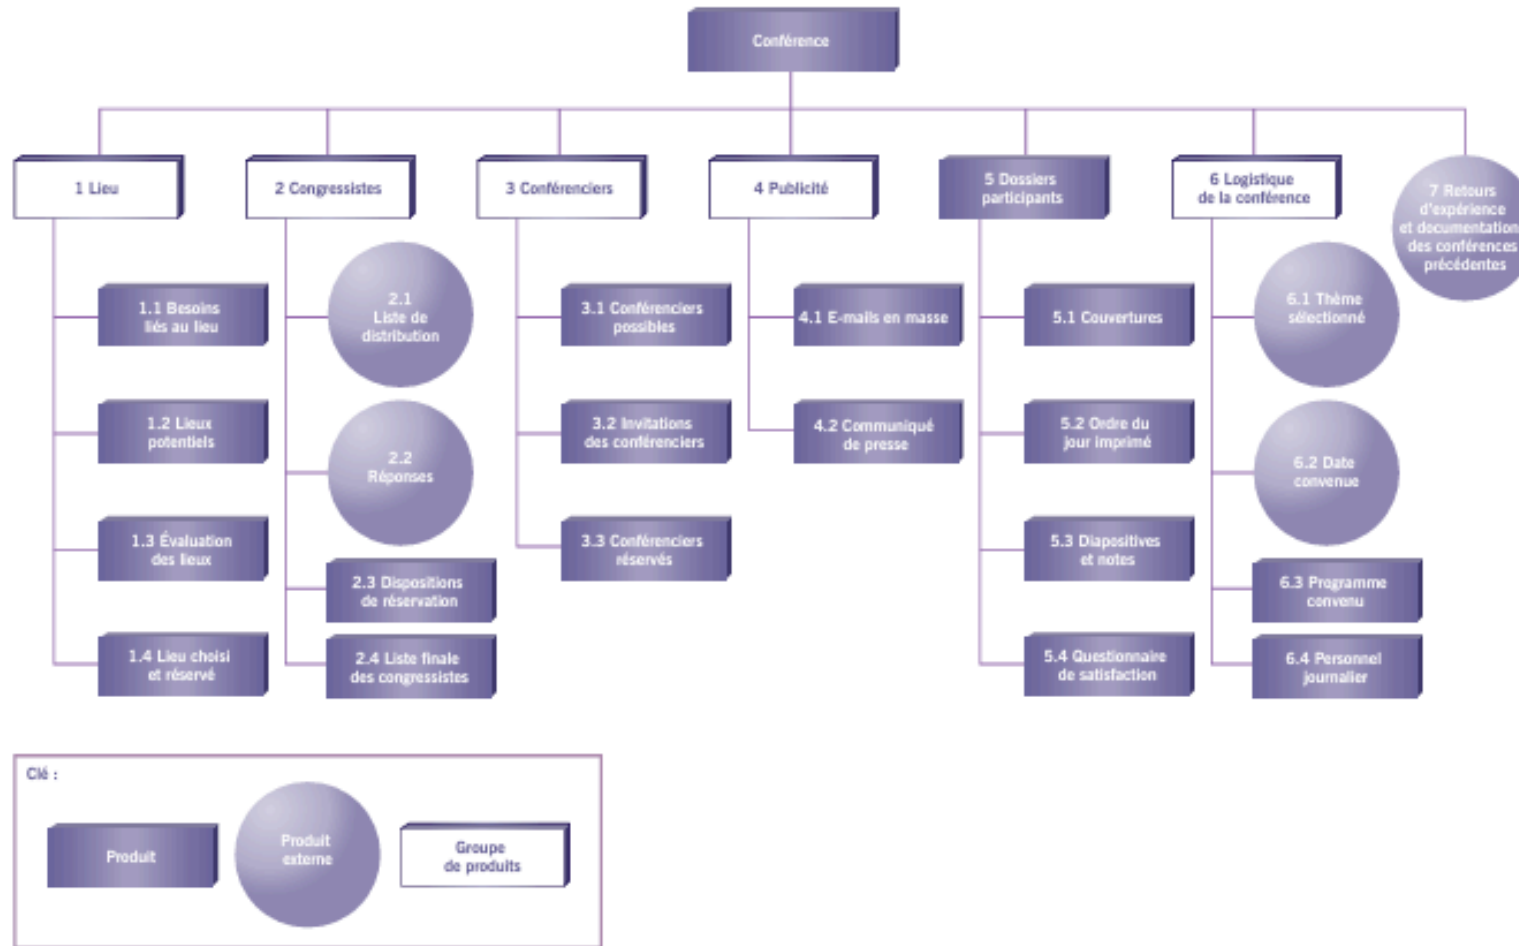 Conférence
1 Lieu
2 Congressistes
3 Conférenciers
4 Publicité
5 Dossiers
participants
6 Logistique
de la conférence
7 Retours
d'expérience
et documentation
des conférences
précédentes
1.1 Besoins
liés au lieu
1.2 Lieux
potentiels
1.3 Évaluation
des lieux
1.4 Lieu choisi
et réservé
2.1
Liste de
distribution
2.2
Réponses
2.3 Dispositions
de réservation
2.4 Liste finale
des congressistes
3.1 Conférenciers
possibles
3.2 Invitations
des conférenciers
3.3 Conférenciers
réservés
4.1 E-mails en masse
4.2 Communiqué
de presse
5.1 Couvertures
5.2 Ordre du
jour imprimé
5.3 Diapositives
et notes
5.4 Questionnaire
de satisfaction
6.1 Thème
sélectionné
6.2 Date
convenue
6.3 Programme
convenu
6.4 Personnel
journalier
Clé :
Produit
Produit
externe
Groupe
de produits